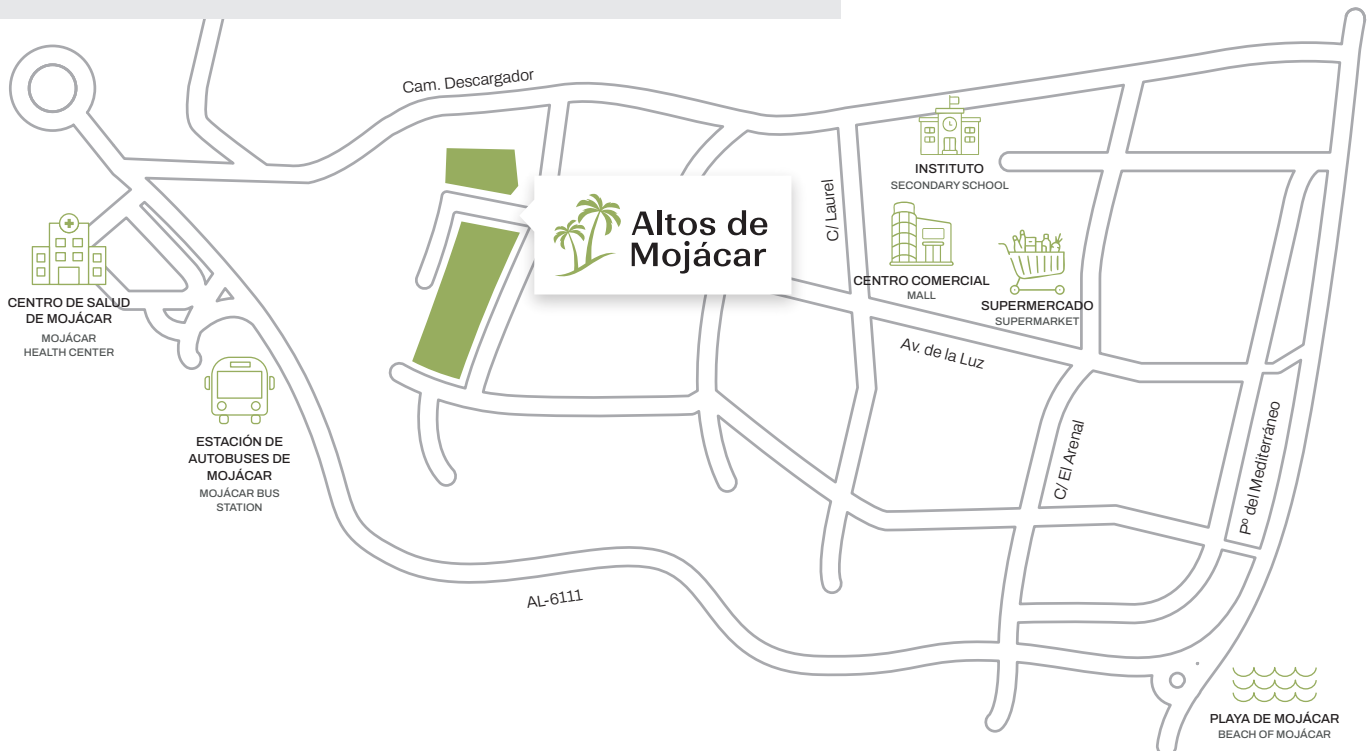 Cam. Descargador
INSTITUTO
SECONDARY SCHOOL
C/ Laurel
Altos de
Mojácar
CENTRO COMERCIAL
MALL
SUPERMERCADO
SUPERMARKET
CENTRO DE SALUD
DE MOJÁCAR
MOJÁCAR
HEALTH CENTER
Av. de la Luz
ESTACIÓN DE
AUTOBUSES DE
MOJÁCAR
MOJÁCAR BUS
STATION
C/ El Arenal
Pº del Mediterráneo
AL-6111
PLAYA DE MOJÁCAR
BEACH OF MOJÁCAR